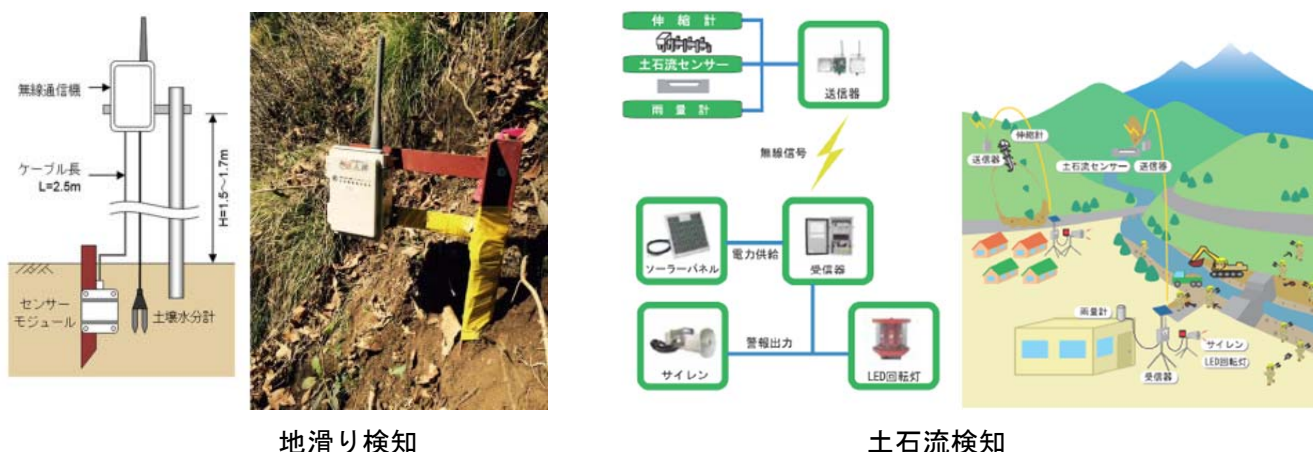 無線通信機
ケーブル長
L=2.5m
H=1.5～1.7m
センサー
モジュール
土壌水分計
地滑り検知
伸縮計
土石流センサー
雨量計
送信器
無線信号
ソーラーパネル
電力供給
受信器
サイレン
警報出力
LED回転灯
伸縮計
送信器
土石流センサー
送信器
雨量計
サイレン
LED回転灯
受信器
土石流検知